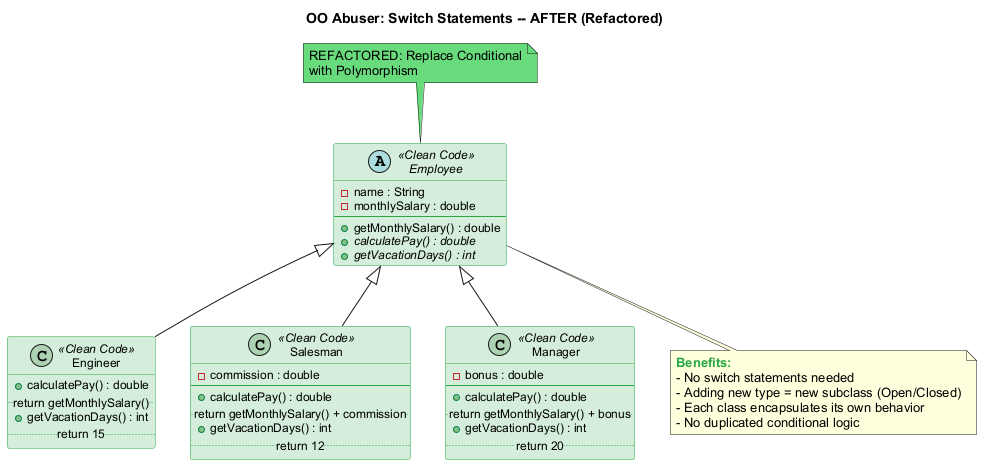 OO Abuser: Switch Statements -- AFTER (Refactored)
REFACTORED: Replace Conditional
with Polymorphism
A
«Clean Code»
Employee
name : String
monthlySalary : double
getMonthlySalary() : double
calculatePay() : double
getVacationDays() : int
C
«Clean Code»
Engineer
calculatePay() : double
return getMonthlySalary()
getVacationDays() : int
return 15
C
«Clean Code»
Salesman
commission : double
calculatePay() : double
return getMonthlySalary() + commission
getVacationDays() : int
return 12
C
«Clean Code»
Manager
bonus : double
calculatePay() : double
return getMonthlySalary() + bonus
getVacationDays() : int
return 20
Benefits:
- No switch statements needed
- Adding new type = new subclass (Open/Closed)
- Each class encapsulates its own behavior
- No duplicated conditional logic